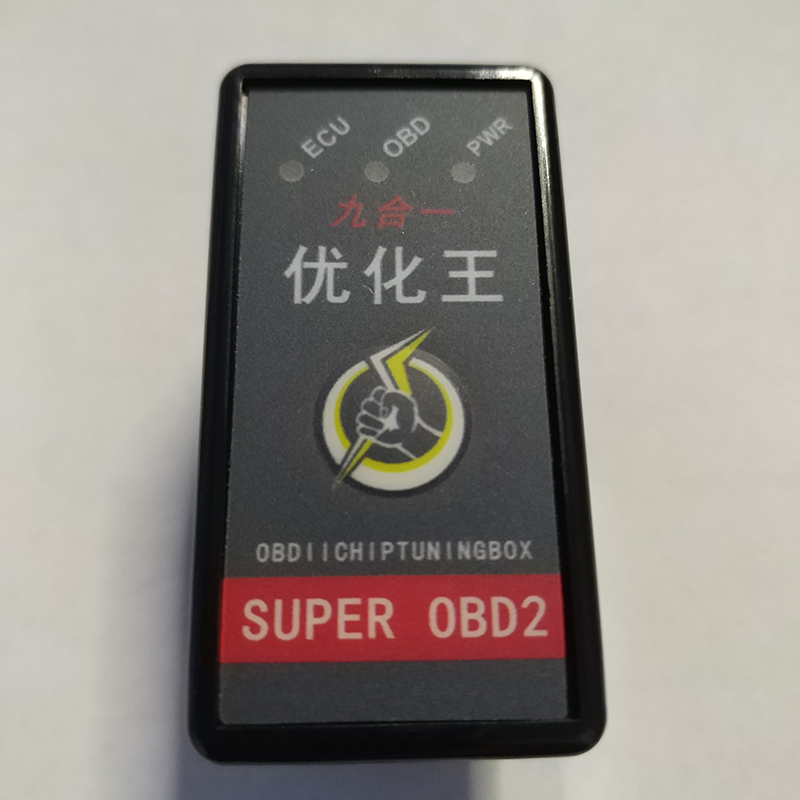 ECU OBD PWR
九合一
优化王
OBDIICHIPTUNINGBOX
SUPER OBD2